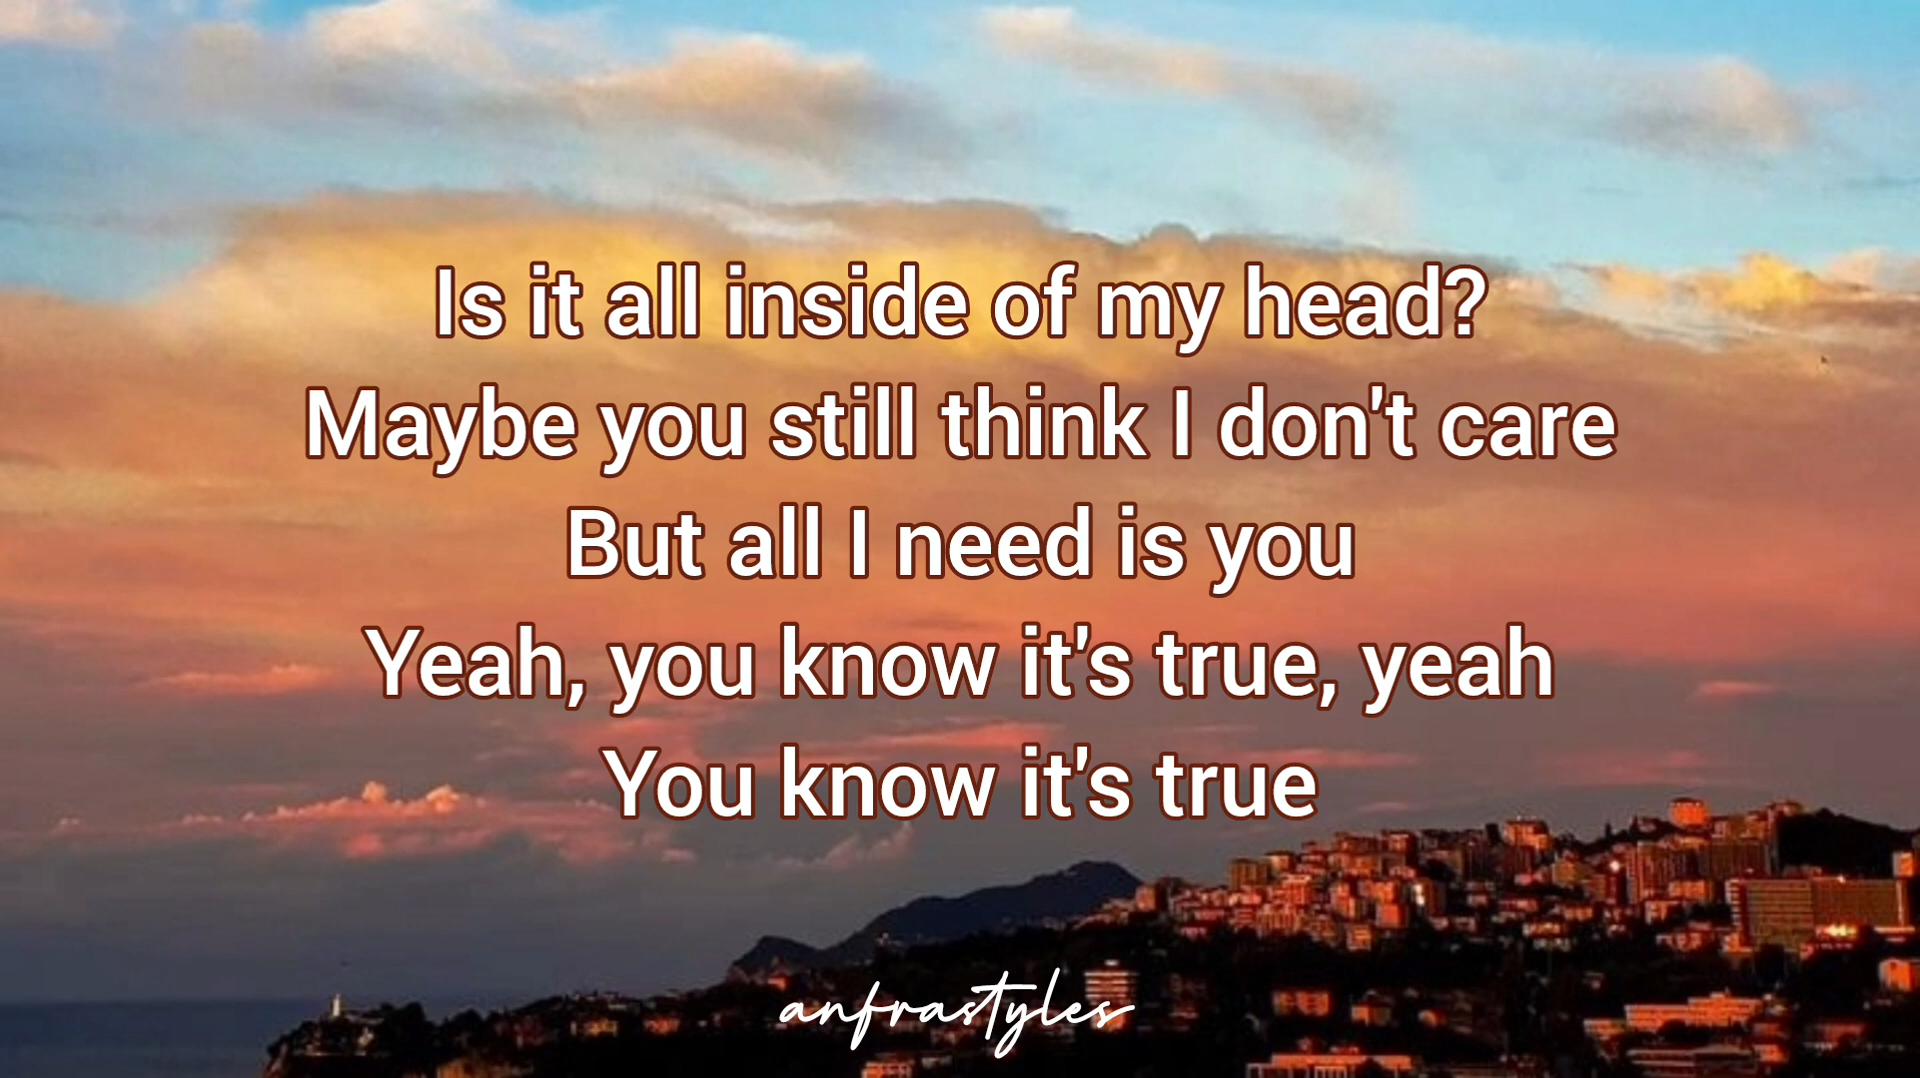 Is it all inside of my head?
Maybe you still think I don't care
But all I need is you
Yeah, you know it's true, yeah
You know it's true
anfrastyles